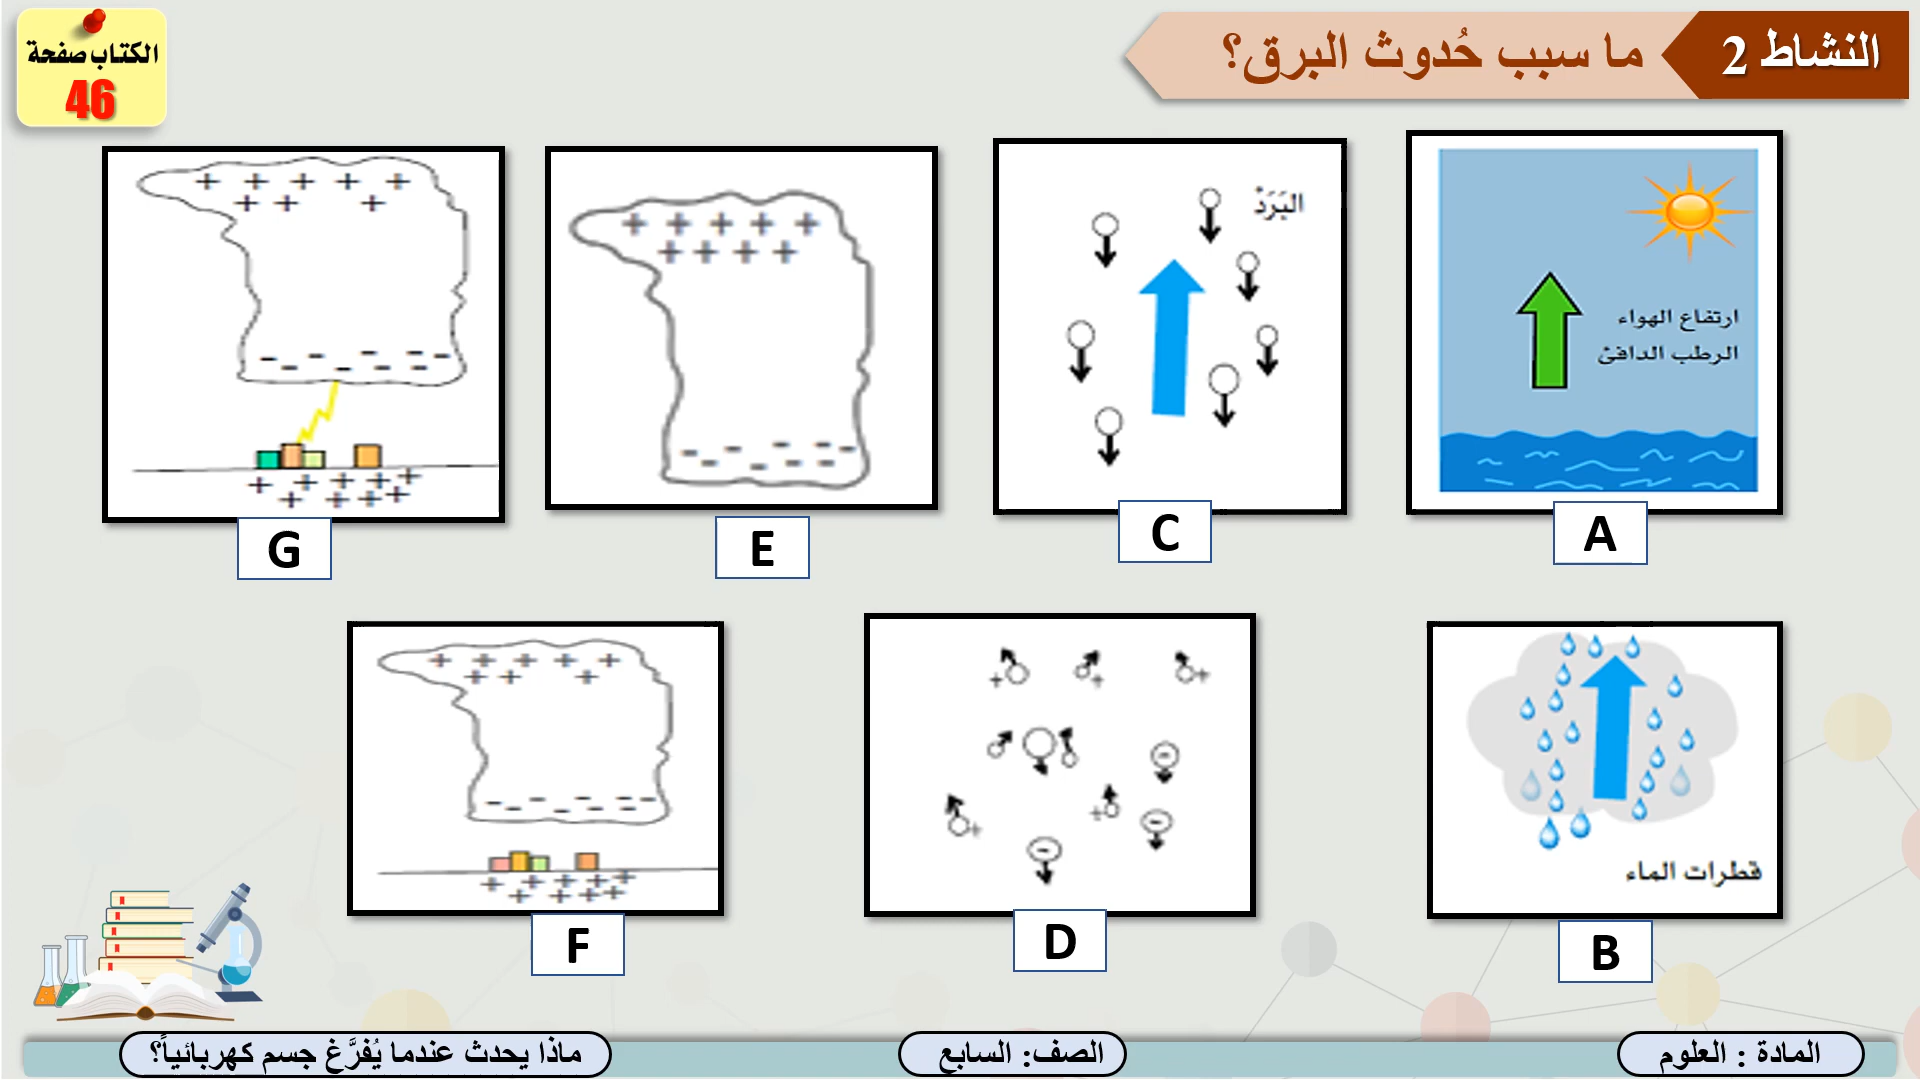 النشاط 2
ما سبب حُدوث البرق؟
الكتاب صفحة
46
ارتفاع الهواء
الرطب الدافئ
A
البَرَدْ
C
+ + + + +
+ + + +
- - - -
- - - -
E
+ + + + +
+ + +
- - - - -
- - -
+ + + + +
+ + + +
G
قطرات الماء
B
+ + +
- 
+ -
+
-
D
+ + + + +
+ + +
- - - - -
- - -
+ + + + +
+ + + +
F
المادة : العلوم
الصف: السابع
ماذا يحدث عندما يُفرَّغ جسم كهربائياً؟